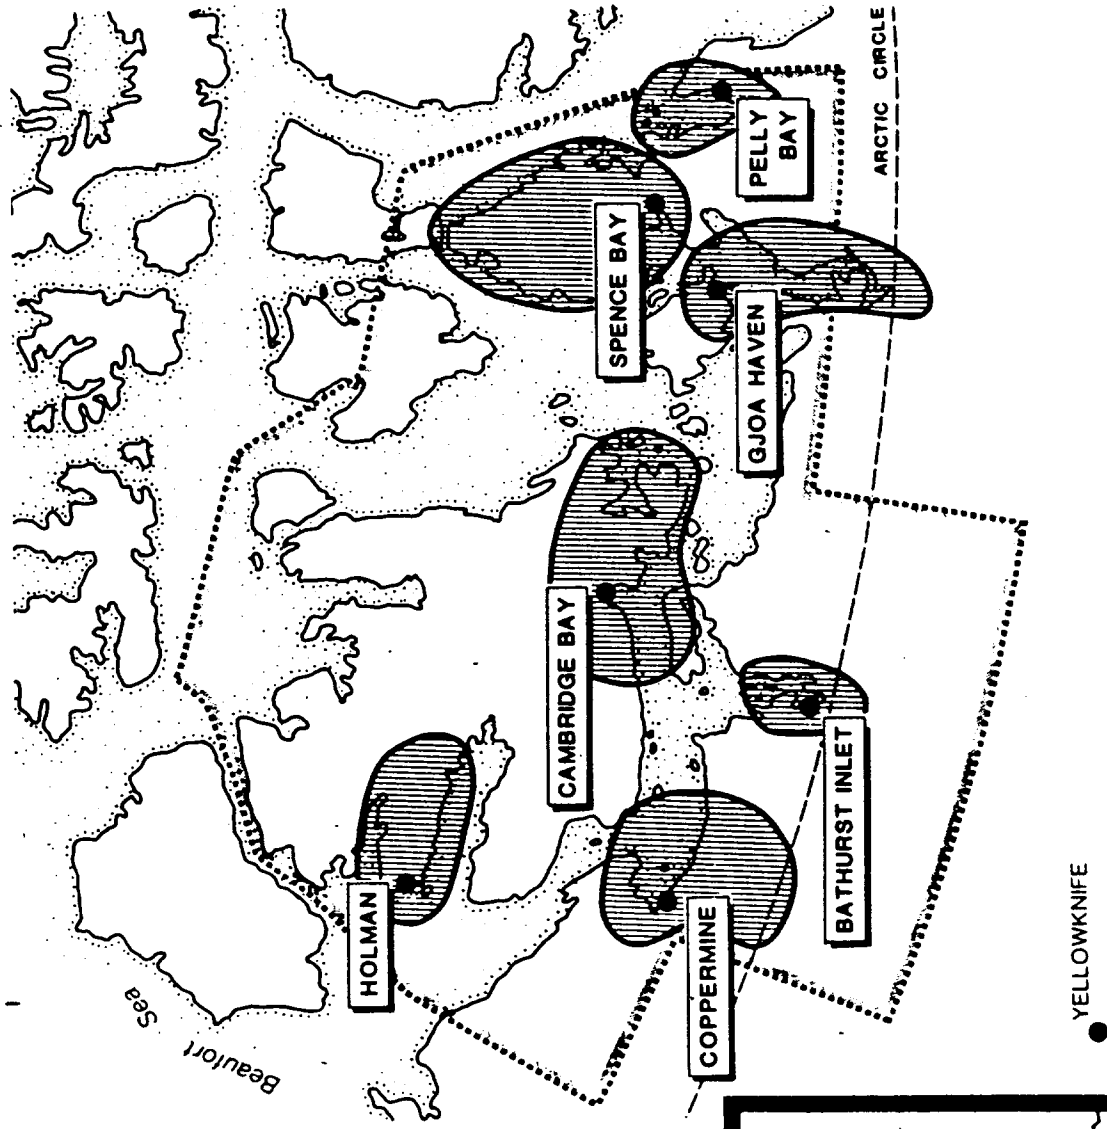 ARCTIC CIRCLE
PELLY
BAY
SPENCE BAY
GJOA HAVEN
CAMBRIDGE BAY
BATHURST INLET
HOLMAN
COPPERMINE
YELLOWKNIFE
Beaufort
Sea